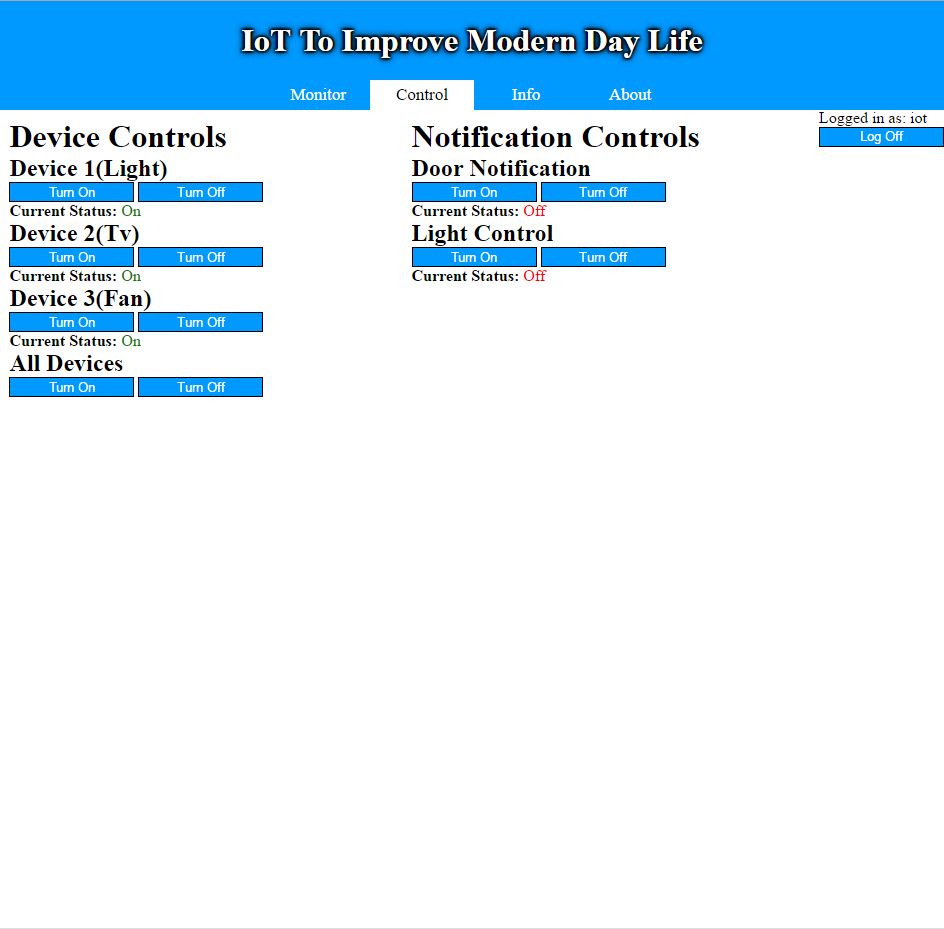 IoT To Improve Modern Day Life
Monitor Control Info About
Logged in as: iot
Log Off
Device Controls
Device 1(Light)
Turn On Turn Off
Current Status: On
Device 2(Tv)
Turn On Turn Off
Current Status: On
Device 3(Fan)
Turn On Turn Off
Current Status: On
All Devices
Turn On Turn Off
Notification Controls
Door Notification
Turn On Turn Off
Current Status: Off
Light Control
Turn On Turn Off
Current Status: Off